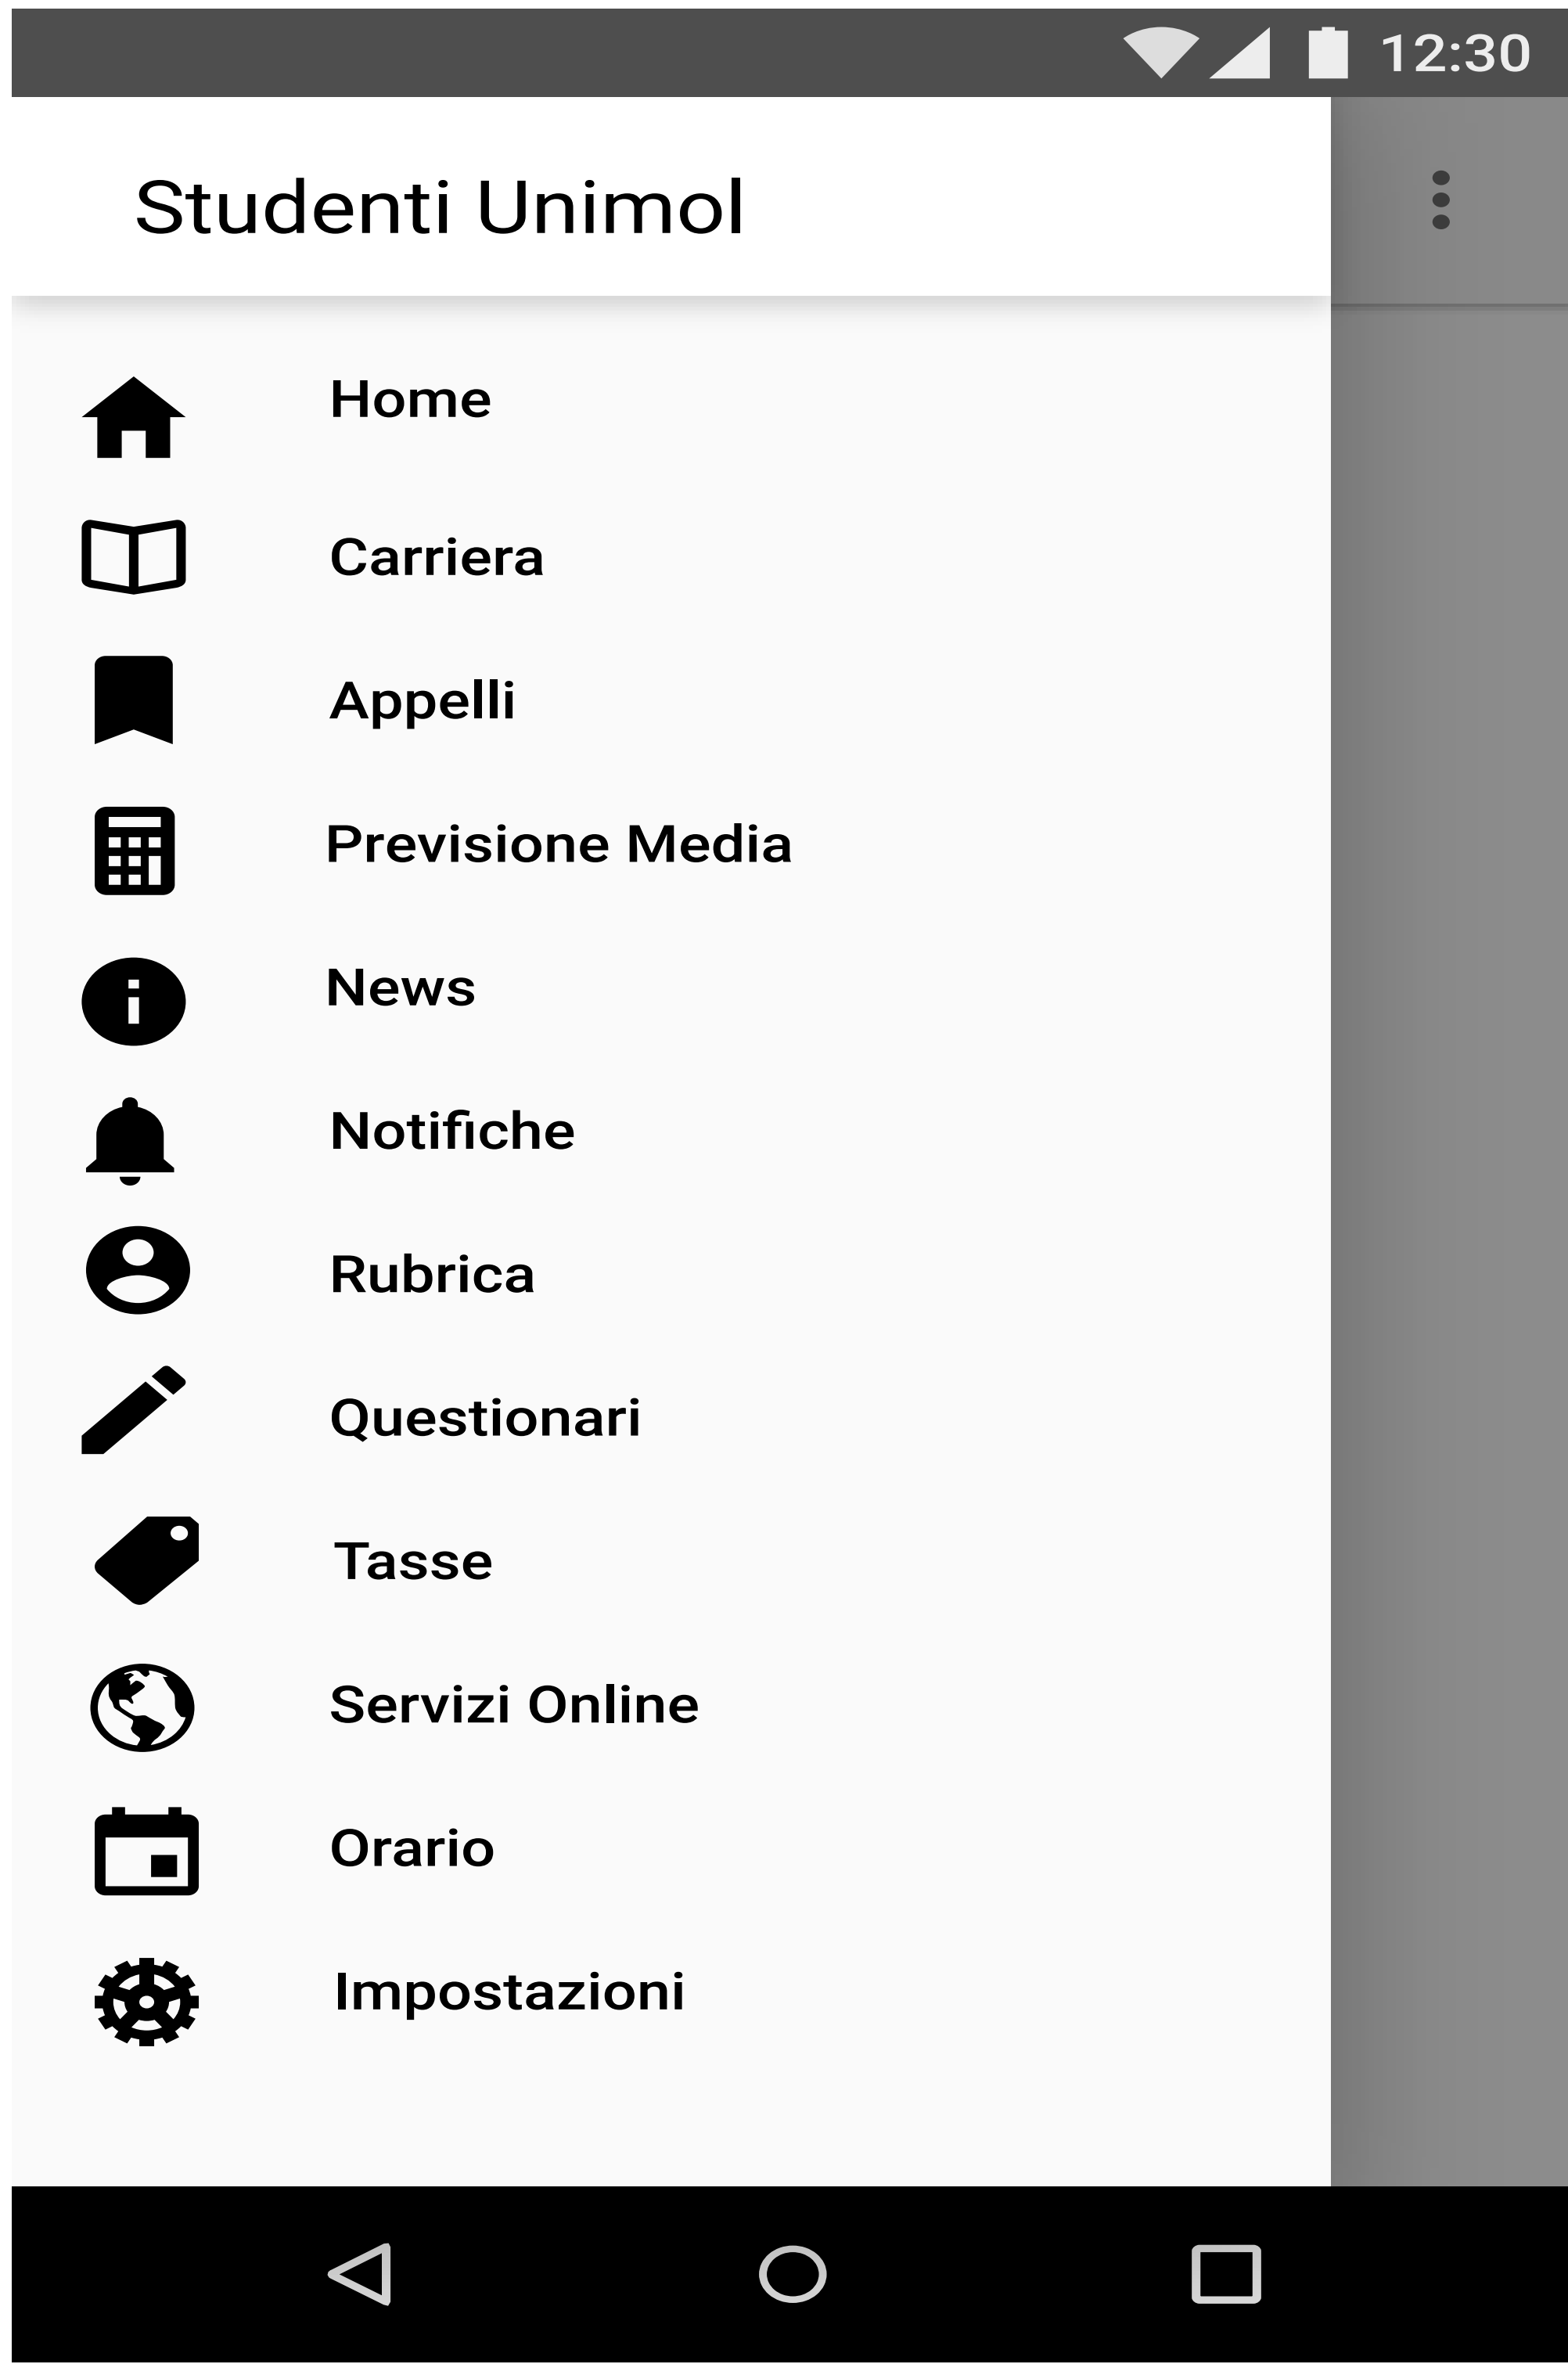 12:30
Studenti Unimol
Home
Carriera
Appelli
Previsione Media
News
Notifiche
Rubrica
Questionari
Tasse
Servizi Online
Orario
Impostazioni